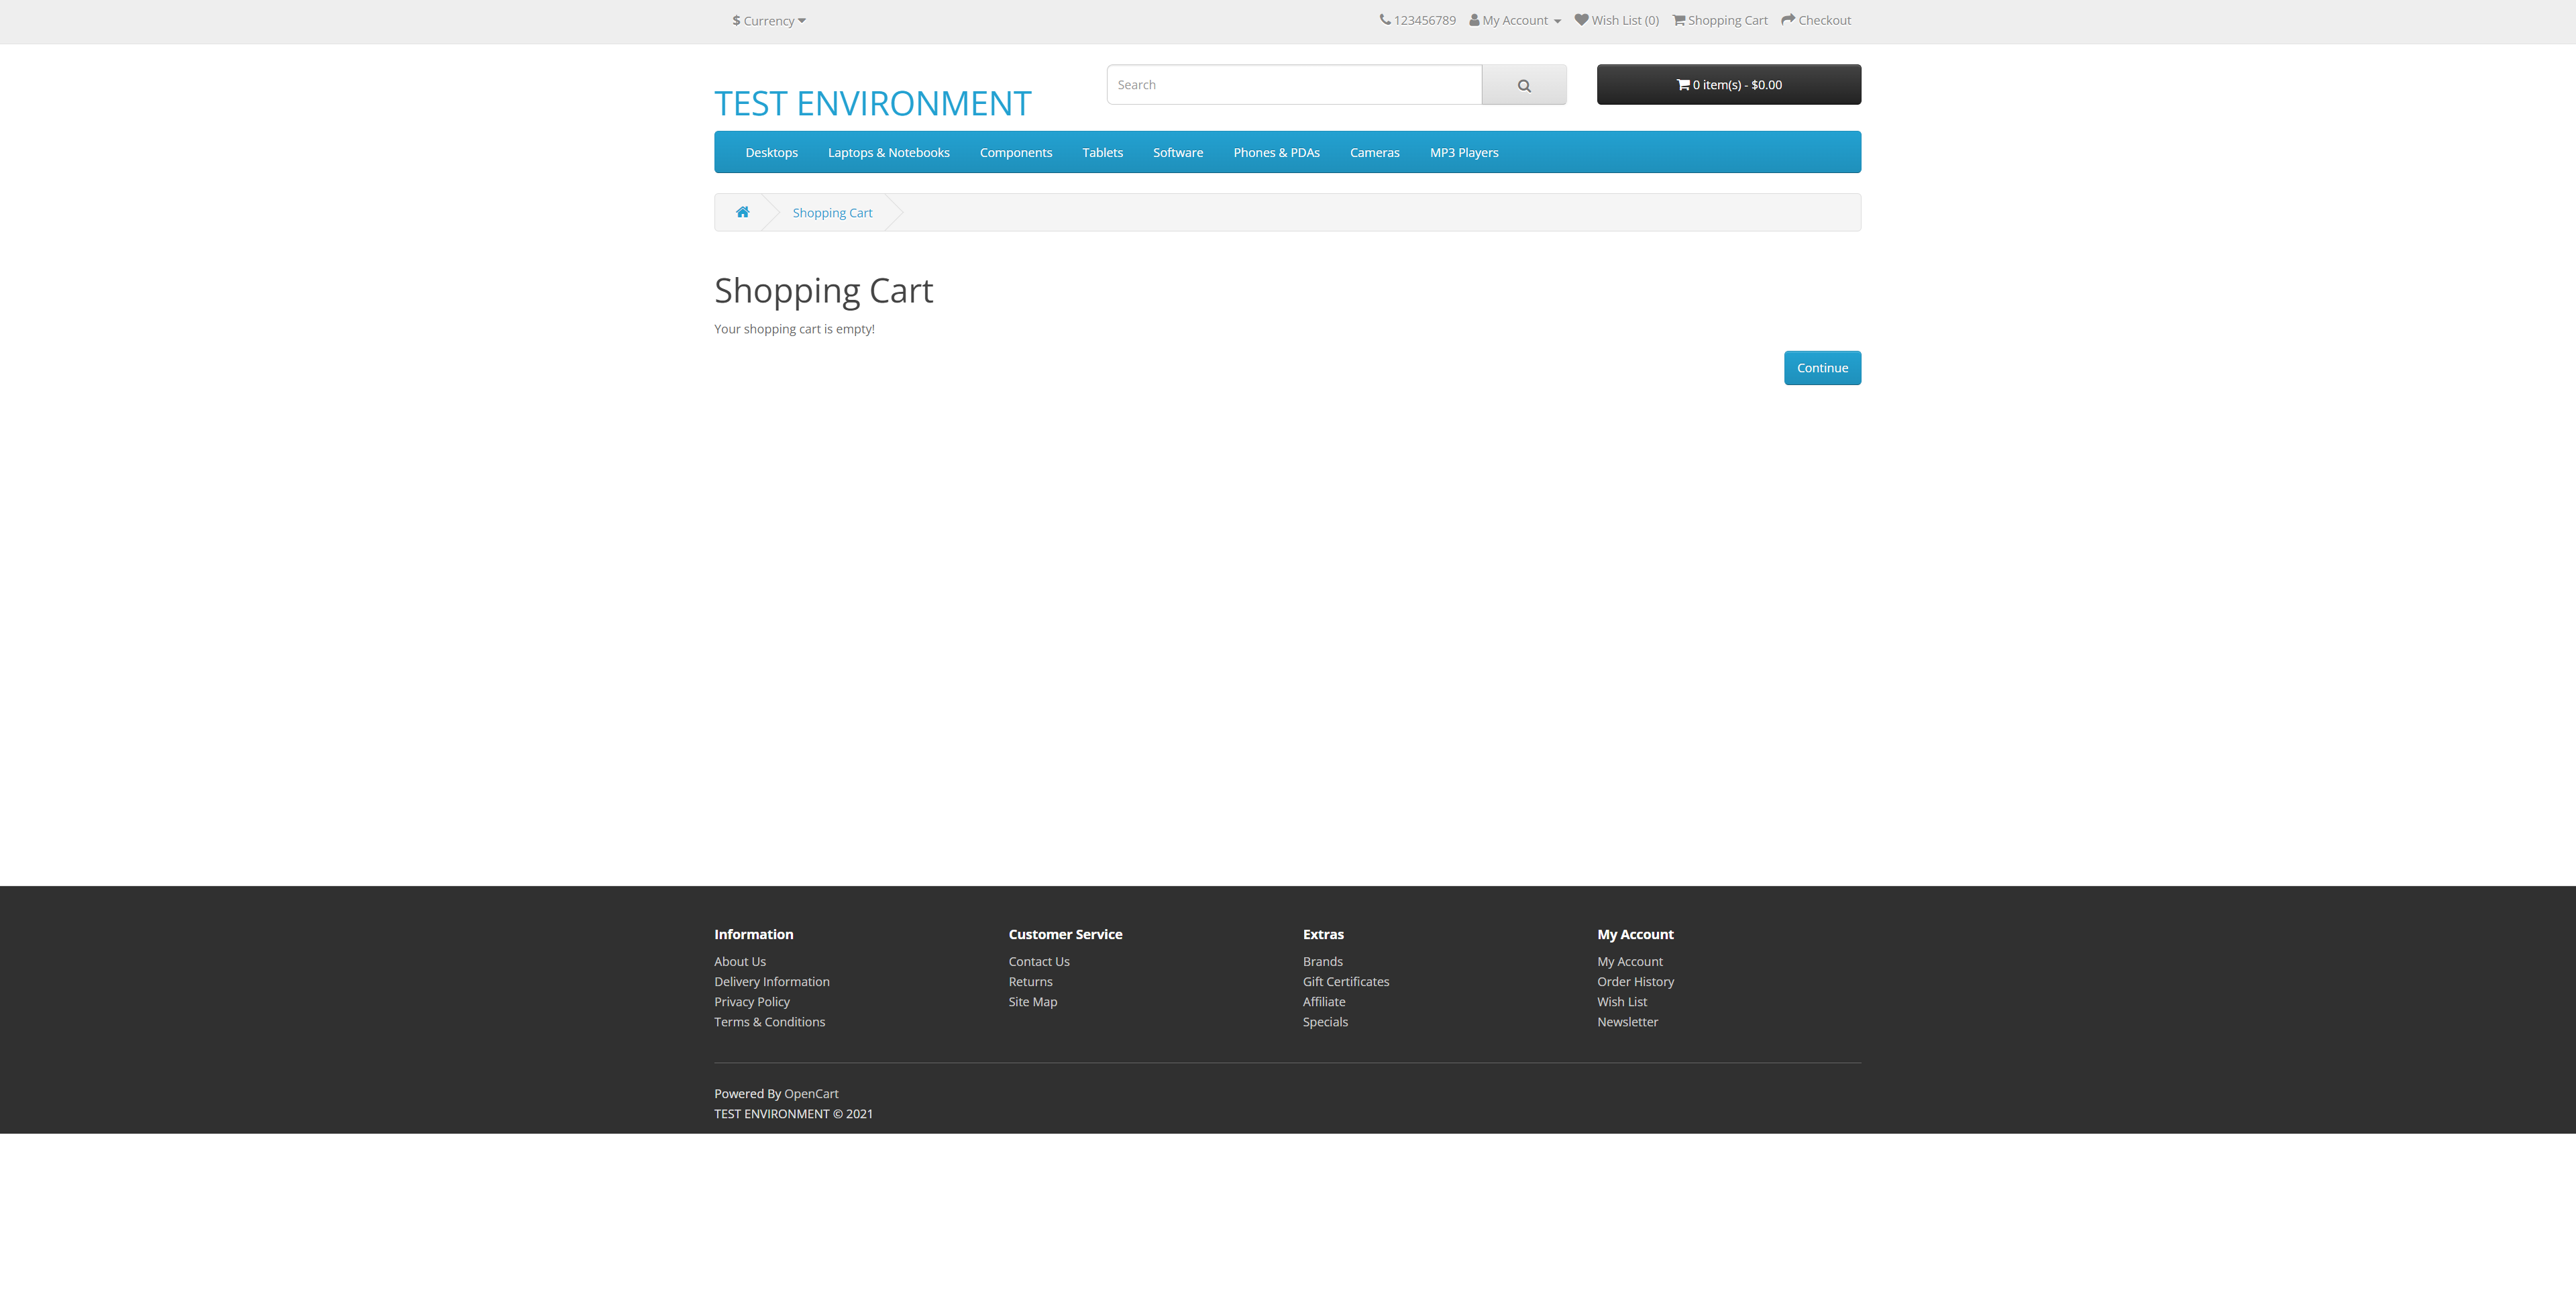 $ Currency
123456789 My Account Wish List (0) Shopping Cart Checkout
TEST ENVIRONMENT
Search
0 item(s) - $0.00
Desktops Laptops & Notebooks Components Tablets Software Phones & PDAs Cameras MP3 Players
Shopping Cart
Shopping Cart
Your shopping cart is empty!
Continue
Information
About Us
Delivery Information
Privacy Policy
Terms & Conditions
Customer Service
Contact Us
Returns
Site Map
Extras
Brands
Gift Certificates
Affiliate
Specials
My Account
My Account
Order History
Wish List
Newsletter
Powered By OpenCart
TEST ENVIRONMENT © 2021